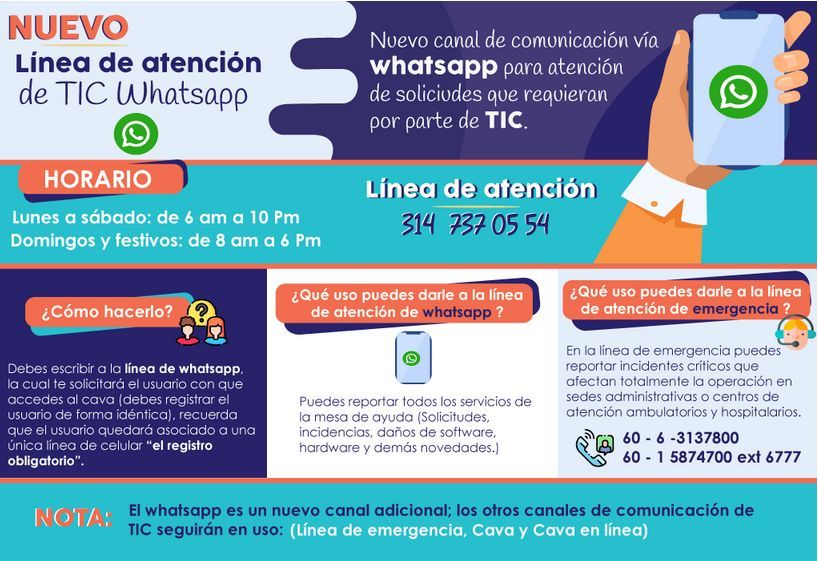 NUEVO
Línea de atención
de TIC Whatsapp
Nuevo canal de comunicación vía
whatsapp para atención
de soliciudes que requieran
por parte de TIC.
HORARIO
Lunes a sábado: de 6 am a 10 Pm
Domingos y festivos: de 8 am a 6 Pm
Línea de atención
314 737 05 54
¿Cómo hacerlo?
Debes escribir a la línea de whatsapp,
la cual te solicitará el usuario con que
accedes al cava (debes registrar el
usuario de forma idéntica), recuerda
que el usuario quedará asociado a una
única línea de celular “el registro
obligatorio”.
¿Qué uso puedes darle a la línea
de atención de whatsapp ?
Puedes reportar todos los servicios de
la mesa de ayuda (Solicitudes,
incidencias, daños de software,
hardware y demás novedades.)
¿Qué uso puedes darle a la línea
de atención de emergencia ?
En la línea de emergencia puedes
reportar incidentes críticos que
afectan totalmente la operación en
sedes administrativas o centros de
atención ambulatorios y hospitalarios.
60 - 6 -3137800
60 - 1 5874700 ext 6777
NOTA:
El whatsapp es un nuevo canal adicional; los otros canales de comunicación de
TIC seguirán en uso: (Línea de emergencia, Cava y Cava en línea)